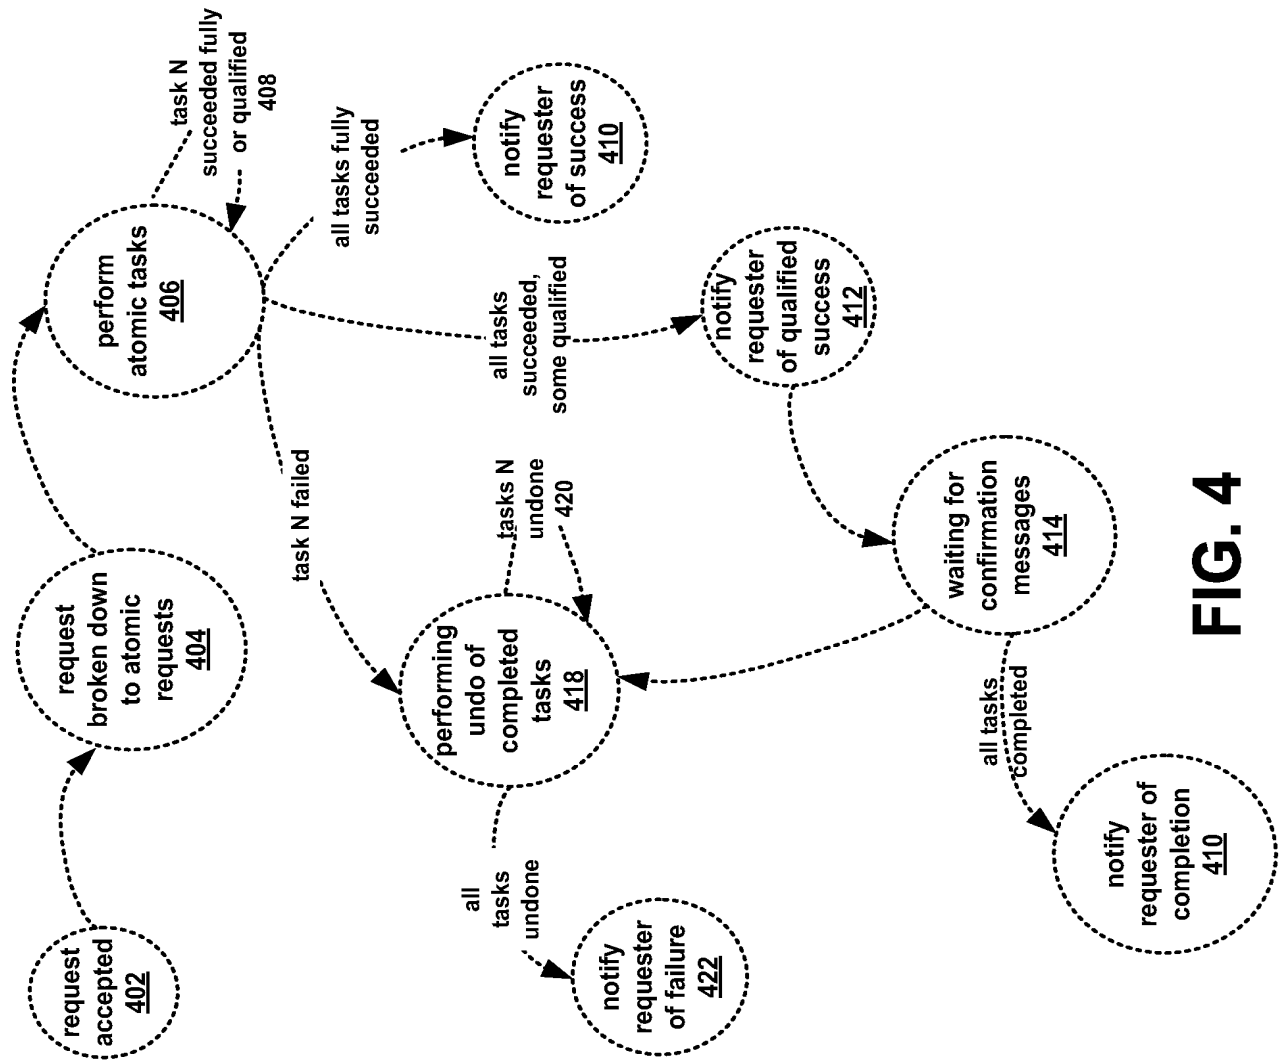 request
accepted
402
request
broken down
to atomic
requests
404
perform
atomic tasks
406
task N
succeeded fully
or qualified
408
all tasks fully
succeeded
notify
requester
of success
410
all tasks
succeeded,
some qualified
notify
requester
of qualified
success
412
task N failed
performing
undo of
completed
tasks
418
tasks N
undone
420
all
tasks
undone
notify
requester
of failure
422
waiting for
confirmation
messages
414
all tasks
completed
notify
requester of
completion
410
FIG. 4